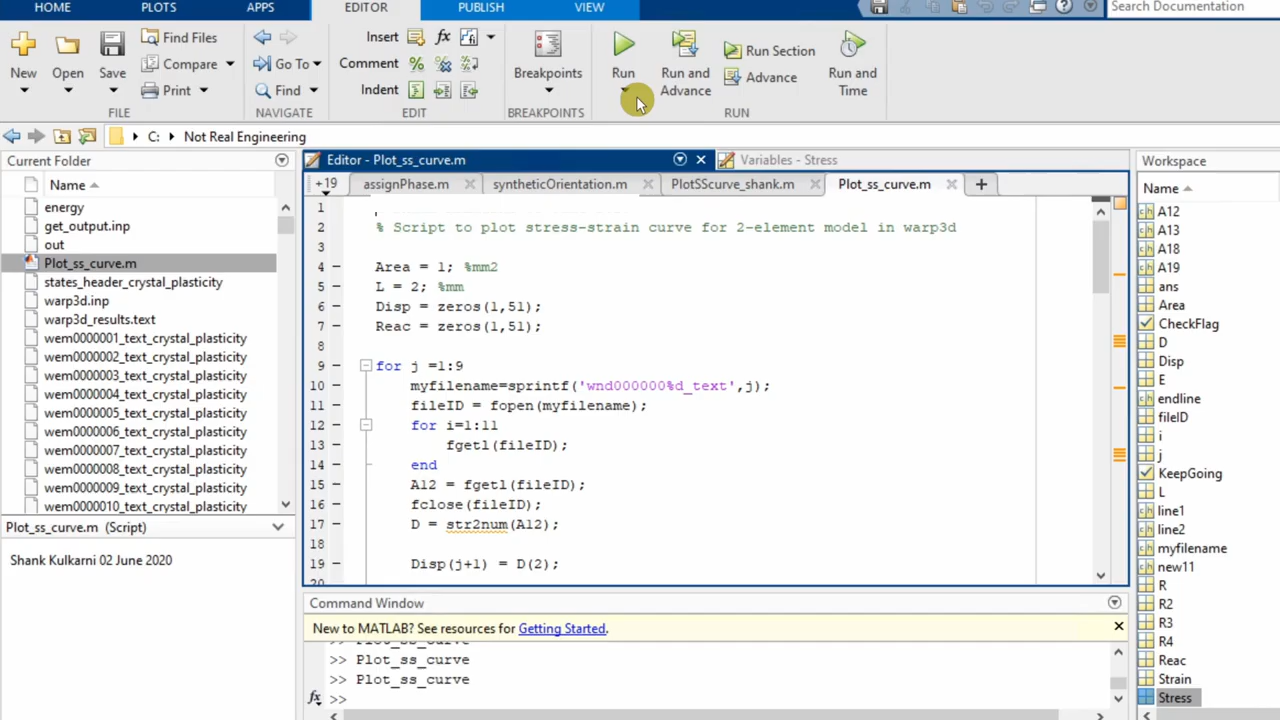 HOME PLOTS APPS EDITOR PUBLISH VIEW
Search Documentation
New Open Save
Find Files
Compare
Print
FILE
Go To
Find
NAVIGATE
Insert fx
Comment %
Indent
EDIT
Breakpoints
BREAKPOINTS
Run
Run and Advance
Run Section
Advance
Run and Time
RUN
C: Not Real Engineering
Current Folder
Name
energy
get_output.inp
out
Plot_ss_curve.m
states_header_crystal_plasticity
warp3d.inp
warp3d_results.text
wem0000001_text_crystal_plasticity
wem0000002_text_crystal_plasticity
wem0000003_text_crystal_plasticity
wem0000004_text_crystal_plasticity
wem0000005_text_crystal_plasticity
wem0000006_text_crystal_plasticity
wem0000007_text_crystal_plasticity
wem0000008_text_crystal_plasticity
wem0000009_text_crystal_plasticity
wem0000010_text_crystal_plasticity
Plot_ss_curve.m (Script)
Shank Kulkarni 02 June 2020
Editor - Plot_ss_curve.m
Variables - Stress
+19 assignPhase.m syntheticOrientation.m PlotSScurve_shank.m Plot_ss_curve.m
1
2 % Script to plot stress-strain curve for 2-element model in warp3d
3
4 Area = 1; %mm2
5 L = 2; %mm
6 Disp = zeros(1,51);
7 Reac = zeros(1,51);
8
9 for j =1:9
10 myfilename=sprintf('wnd000000%d_text',j);
11 fileID = fopen(myfilename);
12 for i=1:11
13 fgetl(fileID);
14 end
15 A12 = fgetl(fileID);
16 fclose(fileID);
17 D = str2num(A12);
18
19 Disp(j+1) = D(2);
20
Command Window
New to MATLAB? See resources for Getting Started.
>> Plot_ss_curve
>> Plot_ss_curve
>> Plot_ss_curve
fx >>
Workspace
Name
A12
A13
A18
A19
ans
Area
CheckFlag
D
Disp
E
endline
fileID
i
j
KeepGoing
L
line1
line2
myfilename
new11
R
R2
R3
R4
Reac
Strain
Stress